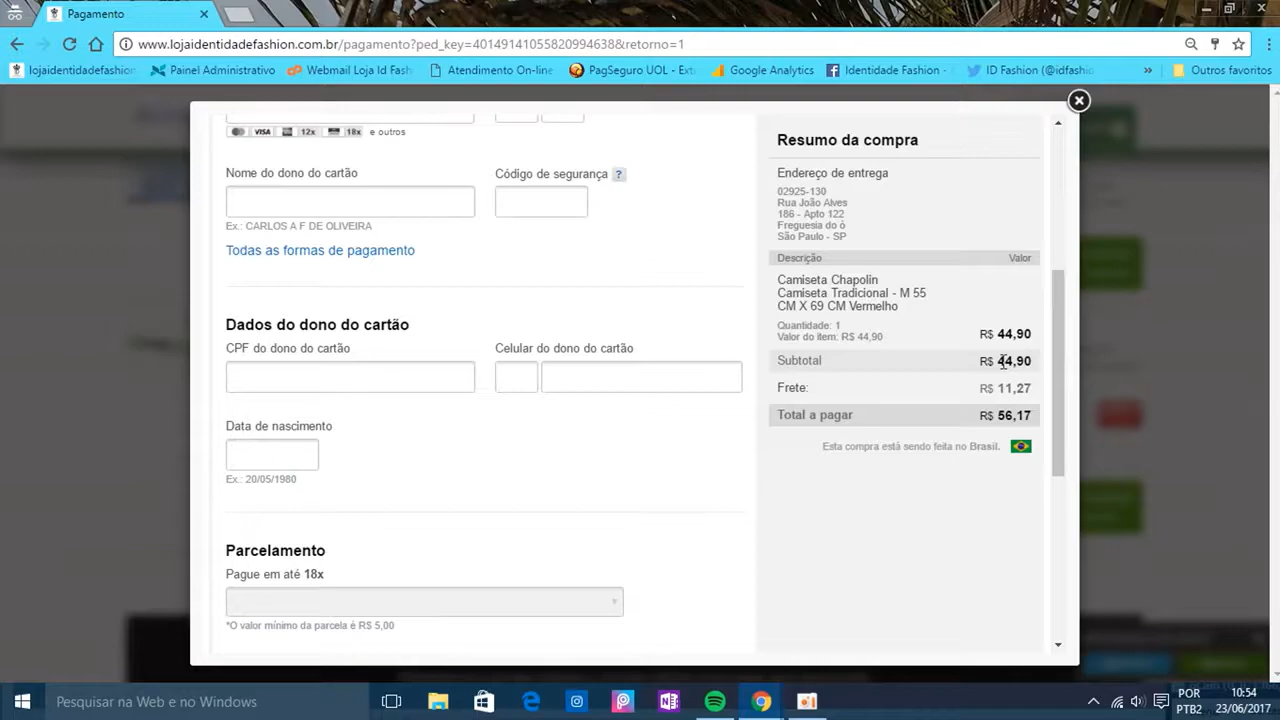 Pagamento
www.lojaidentidadefashion.com.br/pagamento?ped_key=40149141055820994638&retorno=1
lojaidentidadefashion
Painel Administrativo
Webmail Loja Id Fash
Atendimento On-line
PagSeguro UOL - Ext
Google Analytics
Identidade Fashion -
ID Fashion (@idfashio
»
Outros favoritos
VISA 12x 18x e outros
Nome do dono do cartão
Código de segurança ?
Ex.: CARLOS A F DE OLIVEIRA
Todas as formas de pagamento
Dados do dono do cartão
CPF do dono do cartão
Celular do dono do cartão
Data de nascimento
Ex.: 20/05/1980
Parcelamento
Pague em até 18x
*O valor mínimo da parcela é R$ 5,00
Resumo da compra
Endereço de entrega
02925-130
Rua João Alves
186 - Apto 122
Freguesia do ó
São Paulo - SP
Descrição Valor
Camiseta Chapolin
Camiseta Tradicional - M 55
CM X 69 CM Vermelho
Quantidade: 1
Valor do item: R$ 44,90
R$ 44,90
Subtotal R$ 44,90
Frete: R$ 11,27
Total a pagar R$ 56,17
Esta compra está sendo feita no Brasil.
Pesquisar na Web e no Windows
POR
PTB2
10:54
23/06/2017